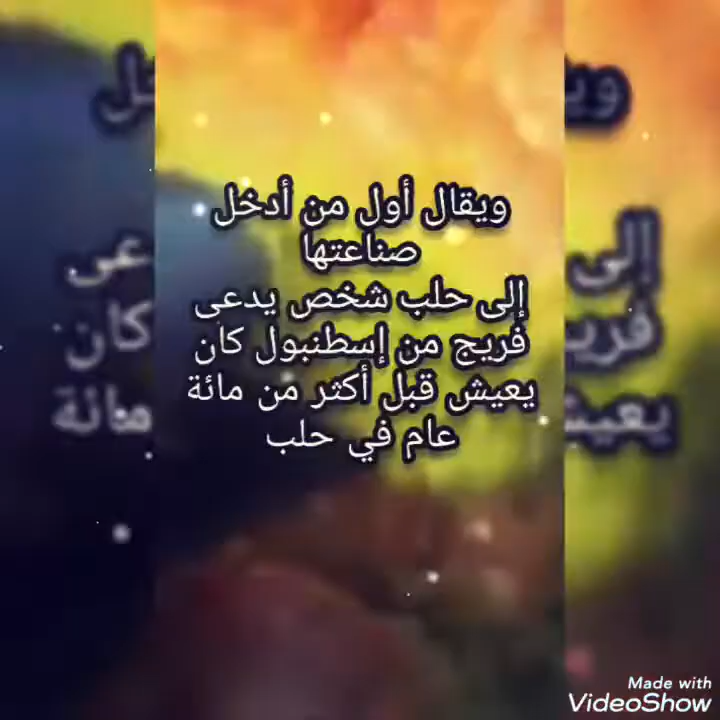 ويقال أول من أدخل
صناعتها
إلى حلب شخص يدعى
فريج من إسطنبول كان
يعيش قبل أكثر من مائة
عام في حلب
Made with
VideoShow